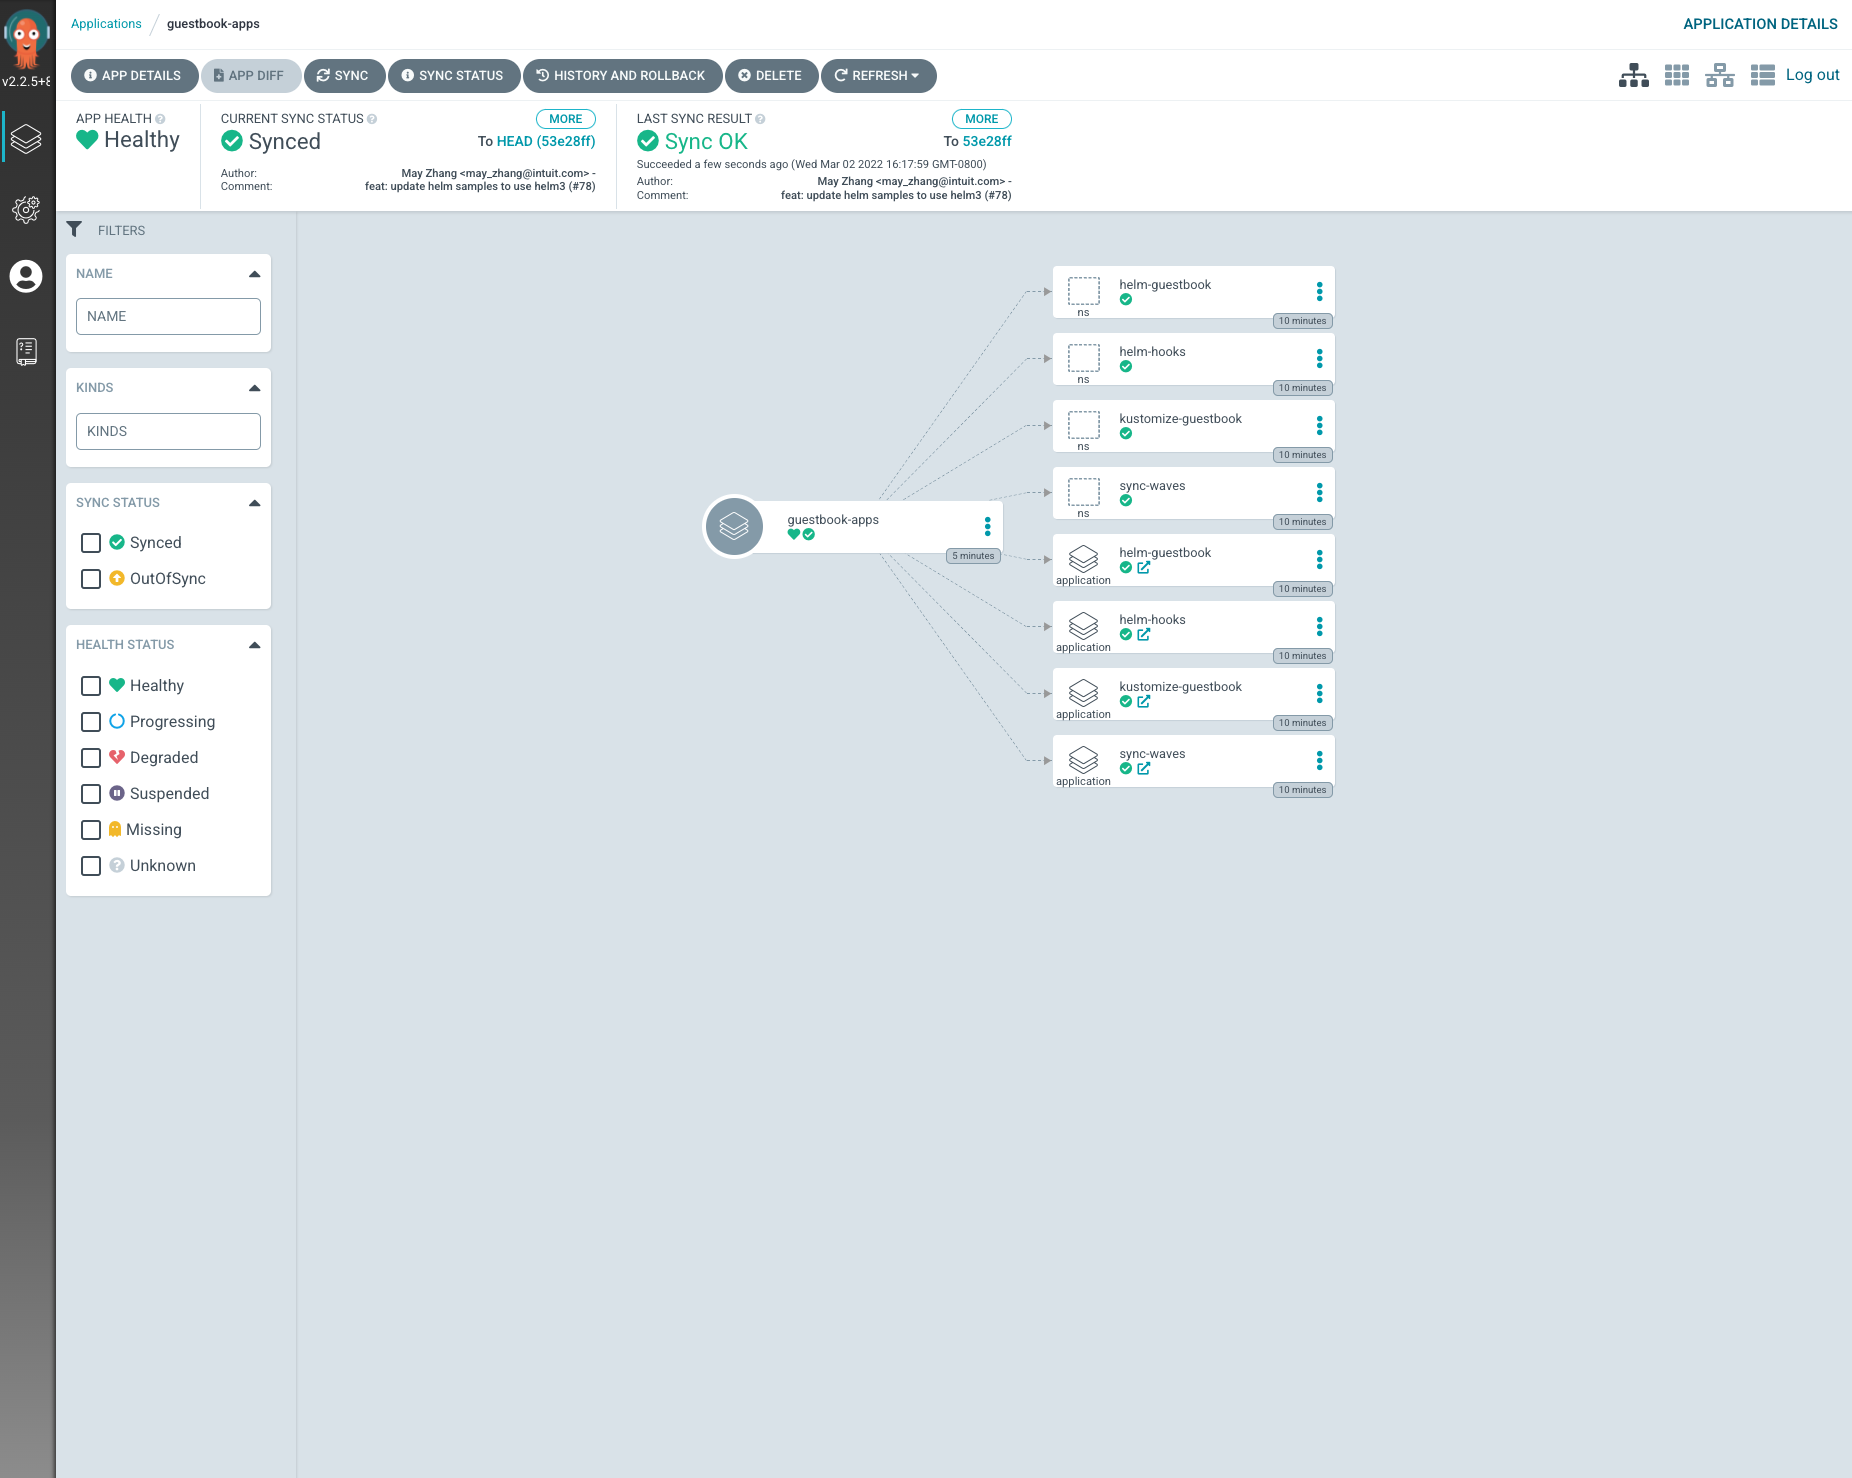 Applications / guestbook-apps
APPLICATION DETAILS
v2.2.5+8
APP DETAILS
APP DIFF
SYNC
SYNC STATUS
HISTORY AND ROLLBACK
DELETE
REFRESH
Log out
APP HEALTH
Healthy
CURRENT SYNC STATUS
MORE
Synced
To HEAD (53e28ff)
Author:
May Zhang <may_zhang@intuit.com> -
Comment:
feat: update helm samples to use helm3 (#78)
LAST SYNC RESULT
MORE
Sync OK
To 53e28ff
Succeeded a few seconds ago (Wed Mar 02 2022 16:17:59 GMT-0800)
Author:
May Zhang <may_zhang@intuit.com> -
Comment:
feat: update helm samples to use helm3 (#78)
FILTERS
NAME
NAME
KINDS
KINDS
SYNC STATUS
Synced
OutOfSync
HEALTH STATUS
Healthy
Progressing
Degraded
Suspended
Missing
Unknown
guestbook-apps
5 minutes
helm-guestbook
ns
10 minutes
helm-hooks
ns
10 minutes
kustomize-guestbook
ns
10 minutes
sync-waves
ns
10 minutes
helm-guestbook
application
10 minutes
helm-hooks
application
10 minutes
kustomize-guestbook
application
10 minutes
sync-waves
application
10 minutes